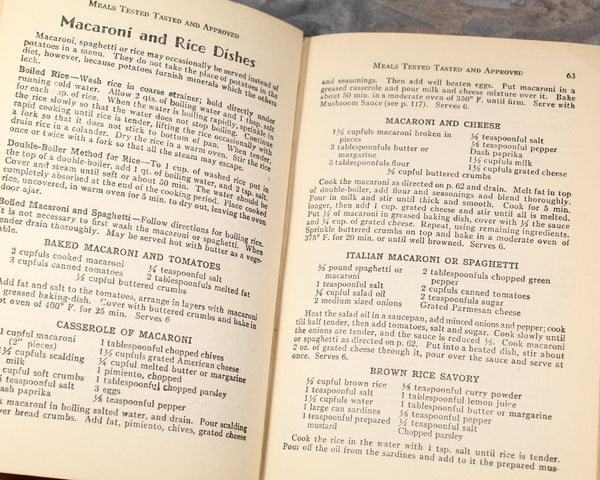 MEALS TESTED TASTED AND APPROVED
Macaroni and Rice Dishes
Macaroni, spaghetti or rice may occasionally be served instead of
potatoes in a menu. They do not take the place of potatoes in the
diet, however, because potatoes furnish minerals which the others
lack.
Boiled Rice—Wash rice in coarse strainer; hold directly under
running cold water. Allow 2 qts. of boiling water and 1 tbsp. salt
for each cup of rice. When the water is boiling rapidly, sprinkle in
the rice slowly so that the water does not stop boiling. Continue
rapid cooking until rice is tender, lifting the rice occasionally with
a fork so that it does not stick to bottom of pan. When tender,
drain rice in a colander. Dry the rice in a warm oven. Stir the rice
once or twice with a fork so that all the steam may escape.
Double-Boiler Method for Rice—To 1 cup. of washed rice put in
the top of a double-boiler, add 1 qt. of boiling water, and 2 tsp. salt.
Cover and steam until soft or about 50 min. The water should be
completely absorbed at the end of the cooking period. Place cooked
rice, uncovered, in warm oven for 5 min. to dry out, leaving the oven
door ajar.
Boiled Macaroni and Spaghetti—Follow directions for boiling rice.
It is not necessary to first wash the macaroni or spaghetti. When
tender drain thoroughly. May be served hot with butter as a vege-
table.
BAKED MACARONI AND TOMATOES
2 cupfuls cooked macaroni ¼ teaspoonful salt
3 cupfuls canned tomatoes 2 tablespoonfuls melted fat
½ cupful buttered crumbs
Add fat and salt to the tomatoes, arrange in layers with macaroni
greased baking-dish. Cover with buttered crumbs and bake in
hot oven of 400° F. for 25 min. Serves 6
CASSEROLE OF MACARONI
1 cupful macaroni 1 tablespoonful chopped chives
(2" pieces) 1½ cupfuls grated American cheese
1½ cupfuls scalding ¼ cupful melted butter or margarine
milk 1 pimiento, chopped
cupful soft crumbs 1 tablespoonful chopped parsley
teaspoonful salt 3 eggs
Dash paprika ⅛ teaspoonful pepper
macaroni in boiling salted water, and drain. Pour scalding
over bread crumbs. Add fat, pimiento, chives, grated cheese
MEALS TESTED TASTED AND APPROVED 63
and seasonings. Then add well beaten eggs. Put macaroni in a
greased casserole and pour milk and cheese mixture over it. Bake
about 50 min. in a moderate oven of 350° F. until firm. Serve with
Mushroom Sauce (see p. 117). Serves 6.
MACARONI AND CHEESE
1½ cupfuls macaroni broken in ⅛ teaspoonful salt
pieces ⅛ teaspoonful pepper
3 tablespoonfuls butter or Dash paprika
margarine 1½ cupfuls milk
3 tablespoonfuls flour 1½ cupfuls grated cheese
½ cupful buttered crumbs
Cook the macaroni as directed on p. 62 and drain. Melt fat in top
of double-boiler, add flour and seasonings and blend thoroughly.
Pour in milk and stir until thick and smooth. Cook for 5 min.
longer, then add 1 cupful grated cheese and stir until all is melted.
Put ½ of macaroni in greased baking dish, cover with ½ the sauce
and ¼ cup of grated cheese. Repeat, using remaining ingredients.
Sprinkle buttered crumbs on top and bake in a moderate oven of
375° F. for 20 min. or until well browned. Serves 6.
ITALIAN MACARONI OR SPAGHETTI
½ pound spaghetti or 2 tablespoonfuls chopped green
macaroni pepper
1 teaspoonful salt 2 cupfuls canned tomatoes
¼ cupful salad oil 2 teaspoonfuls sugar
2 medium sized onions Grated Parmesan cheese
Heat the salad oil in a saucepan, add minced onions and pepper; cook
till half tender, then add tomatoes, salt and sugar. Cook slowly until
the onions are tender, and the sauce is reduced ⅓. Cook macaroni
or spaghetti as directed on p. 62. Put into a heated dish, stir about
2 oz. of grated cheese through it, pour over the sauce and serve at
once. Serves 6.
BROWN RICE SAVORY
½ cupful brown rice ⅛ teaspoonful curry powder
1 teaspoonful salt 1 tablespoonful lemon juice
1½ cupfuls water 1 tablespoonful butter or margarine
1 large can sardines ⅛ teaspoonful pepper
1 teaspoonful prepared ¼ teaspoonful salt
mustard Chopped parsley
Cook the rice in the water with 1 tsp. salt until rice is tender.
Pour off the oil from the sardines and add to it the prepared mus-